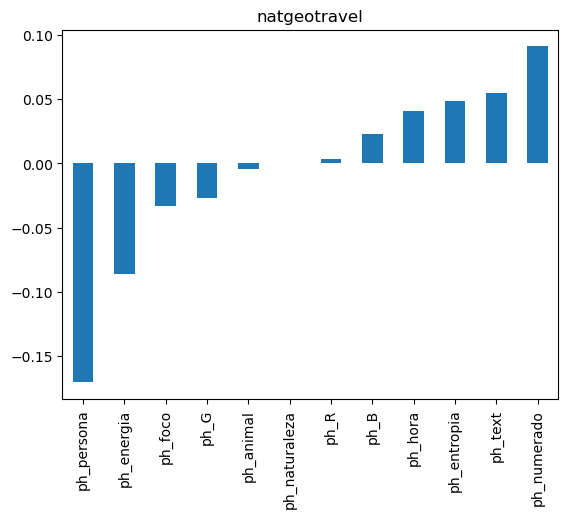 natgeotravel
0.10
0.05
0.00
−0.05
−0.10
−0.15
ph_persona
ph_energia
ph_foco
ph_G
ph_animal
ph_naturaleza
ph_R
ph_B
ph_hora
ph_entropia
ph_text
ph_numerado